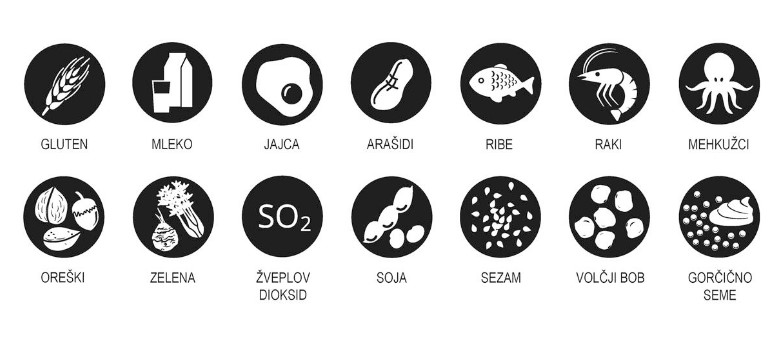 GLUTEN
MLEKO
JAJCA
ARAŠIDI
RIBE
RAKI
MEHKUŽCI
OREŠKI
ZELENA
SO2
ŽVEPLOV
DIOKSID
SOJA
SEZAM
VOLČJI BOB
GORČIČNO
SEME